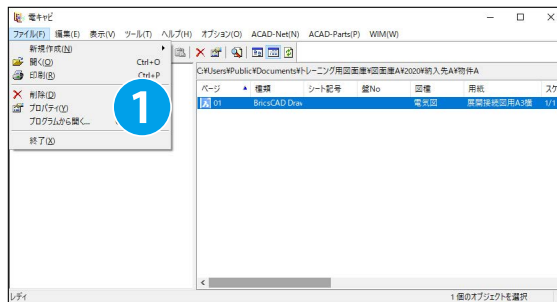 電キャビ
ファイル(F) 編集(E) 表示(V) ツール(T) ヘルプ(H) オプション(O) ACAD-Net(N) ACAD-Parts(P) WIM(W)
新規作成(N)
開く(O) Ctrl+O
印刷(R) Ctrl+P
削除(D)
プロパティ(Y)
プログラムから開く...
終了(X)
1
C:¥Users¥Public¥Documents¥トレーニング用図面庫¥図面庫A¥2020¥納入先A¥物件A
ページ 種類 シート記号 盤No 図種 用紙 スケ
01 BricsCAD Draw 電気図 展開接続図用A3横 1/1
レディ
1 個のオブジェクトを選択